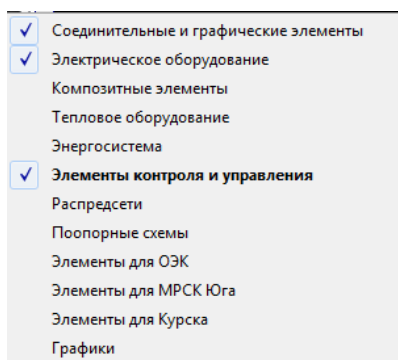 Соединительные и графические элементы
Электрическое оборудование
Композитные элементы
Тепловое оборудование
Энергосистема
Элементы контроля и управления
Распредсети
Поопорные схемы
Элементы для ОЭК
Элементы для МРСК Юга
Элементы для Курска
Графики